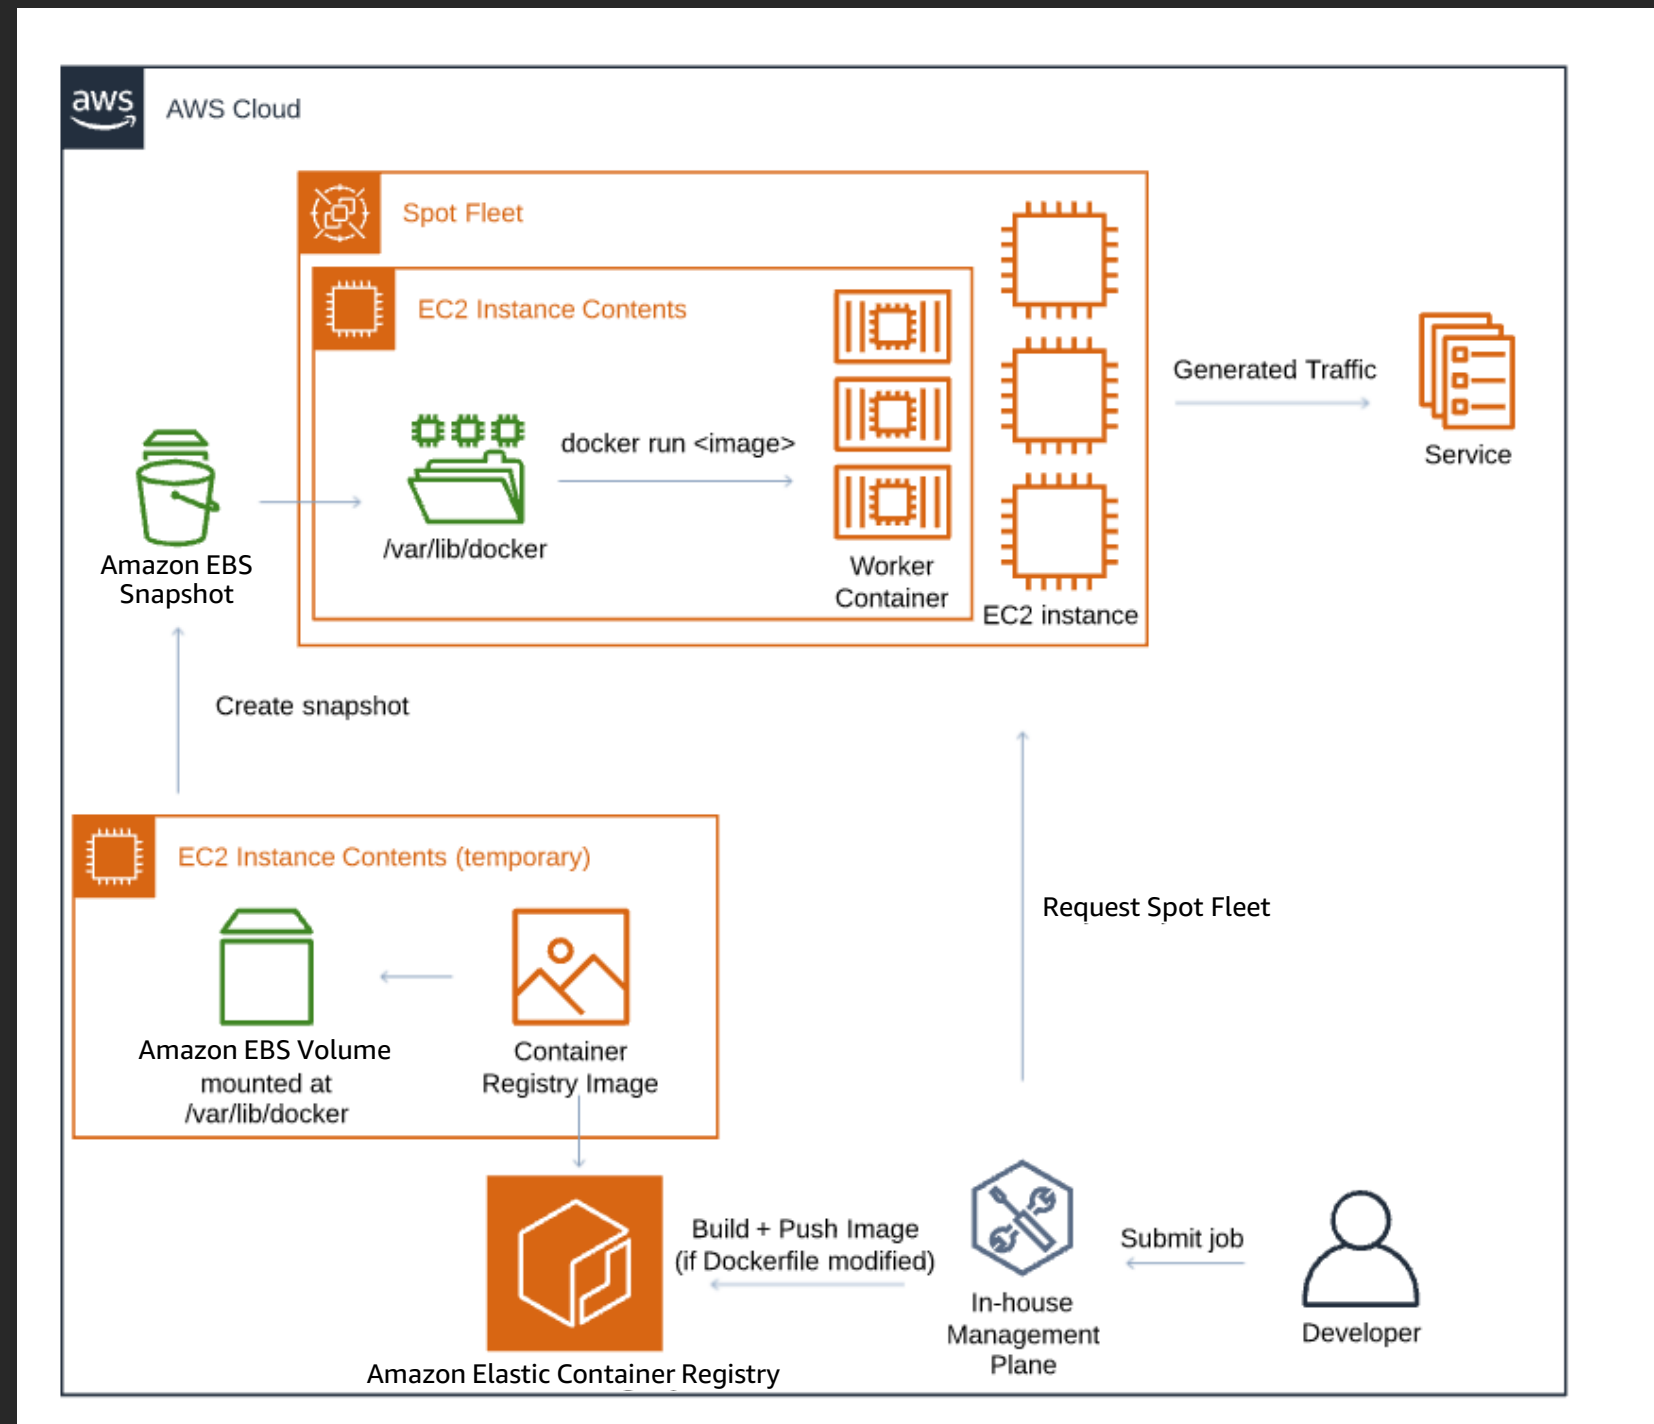 aws
AWS Cloud
Spot Fleet
EC2 Instance Contents
docker run <image>
/var/lib/docker
Worker
Container
EC2 instance
Generated Traffic
Service
Amazon EBS
Snapshot
Create snapshot
EC2 Instance Contents (temporary)
Amazon EBS Volume
mounted at
/var/lib/docker
Container
Registry Image
Request Spot Fleet
Build + Push Image
(if Dockerfile modified)
Submit job
In-house
Management
Plane
Developer
Amazon Elastic Container Registry